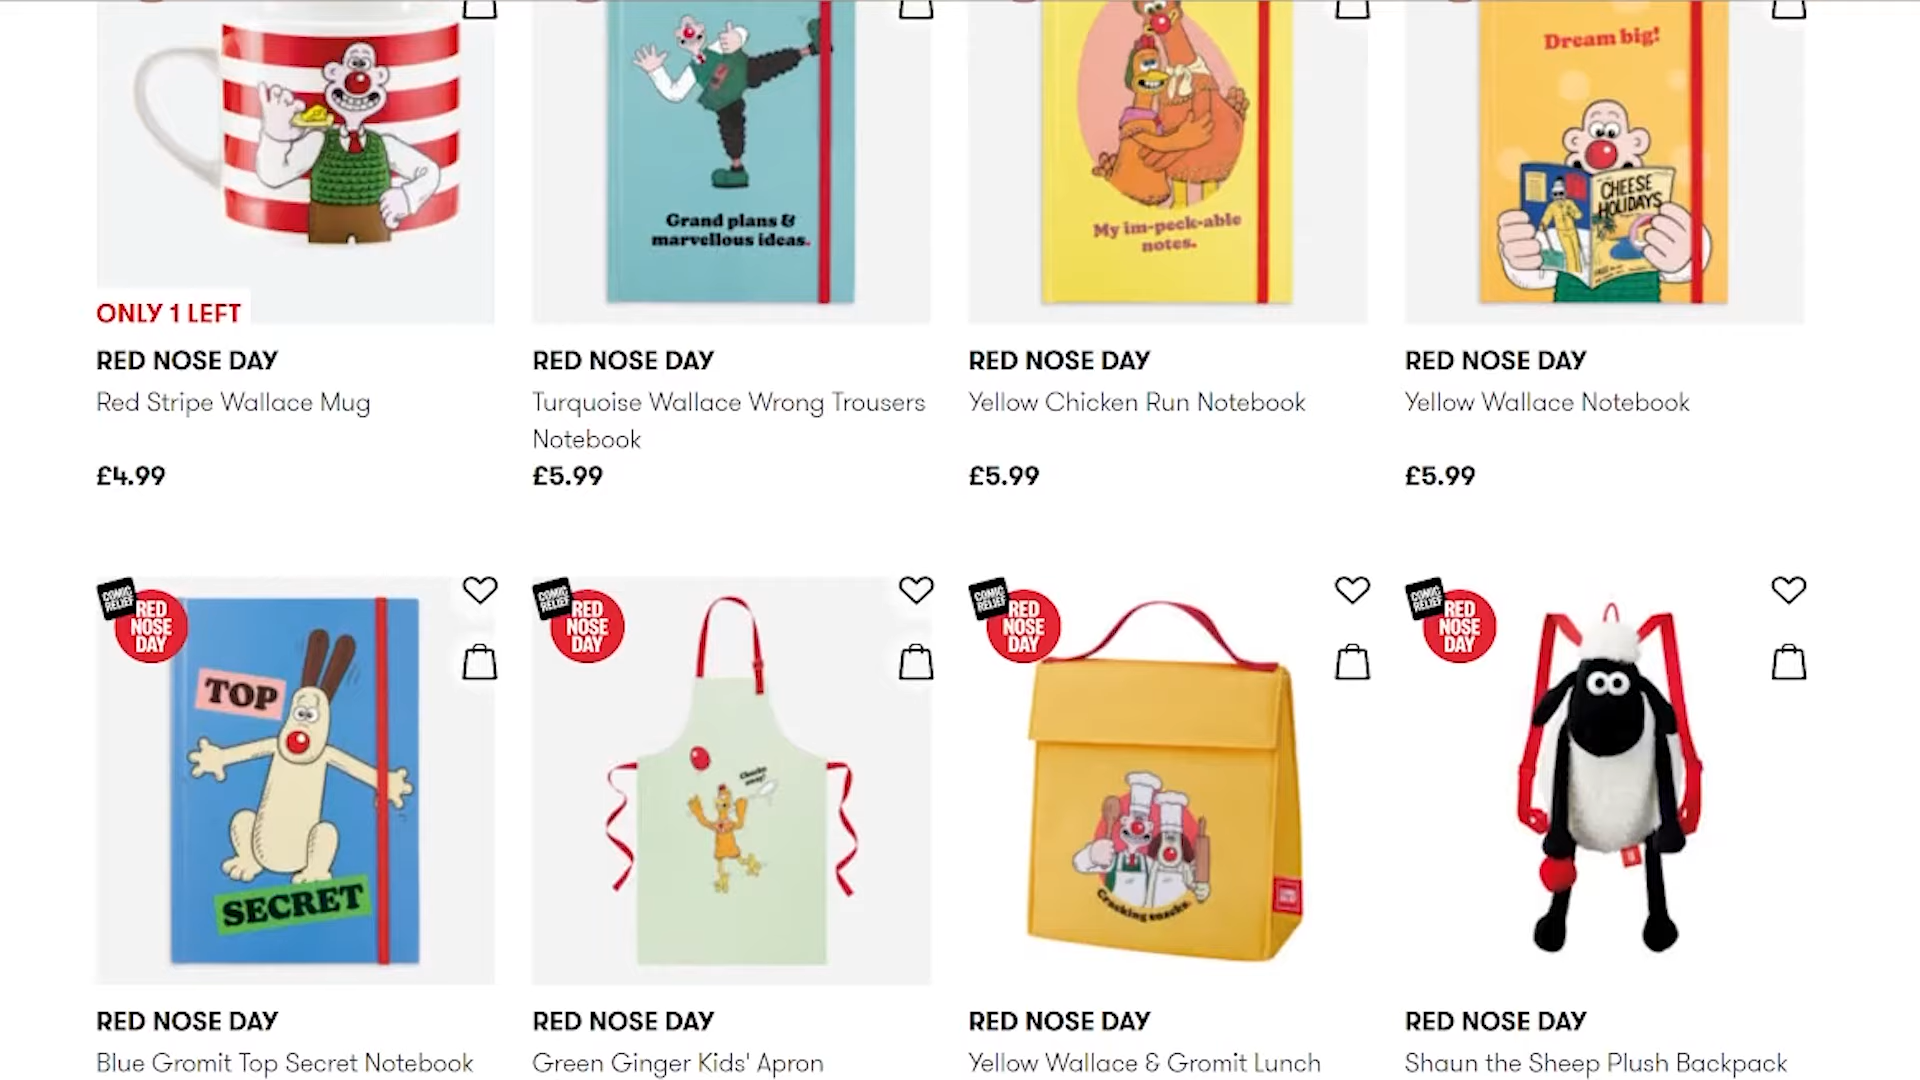 Dream big!
CHEESE
HOLIDAYS
Grand plans &
marvellous ideas.
My im-peck-able
notes.
ONLY 1 LEFT
RED NOSE DAY
Red Stripe Wallace Mug
£4.99
RED NOSE DAY
Turquoise Wallace Wrong Trousers
Notebook
£5.99
RED NOSE DAY
Yellow Chicken Run Notebook
£5.99
RED NOSE DAY
Yellow Wallace Notebook
£5.99
COMIC
RELIEF
RED
NOSE
DAY
TOP
SECRET
COMIC
RELIEF
RED
NOSE
DAY
COMIC
RELIEF
RED
NOSE
DAY
Cracking snacks.
COMIC
RELIEF
RED
NOSE
DAY
RED NOSE DAY
Blue Gromit Top Secret Notebook
RED NOSE DAY
Green Ginger Kids' Apron
RED NOSE DAY
Yellow Wallace & Gromit Lunch
RED NOSE DAY
Shaun the Sheep Plush Backpack